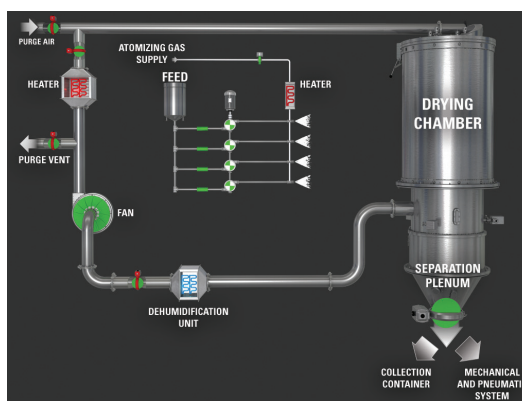 PURGE AIR
ATOMIZING GAS
SUPPLY
HEATER
FEED
HEATER
DRYING
CHAMBER
PURGE VENT
FAN
SEPARATION
PLENUM
DEHUMIDIFICATION
UNIT
COLLECTION
CONTAINER
MECHANICAL
AND PNEUMATI
SYSTEM